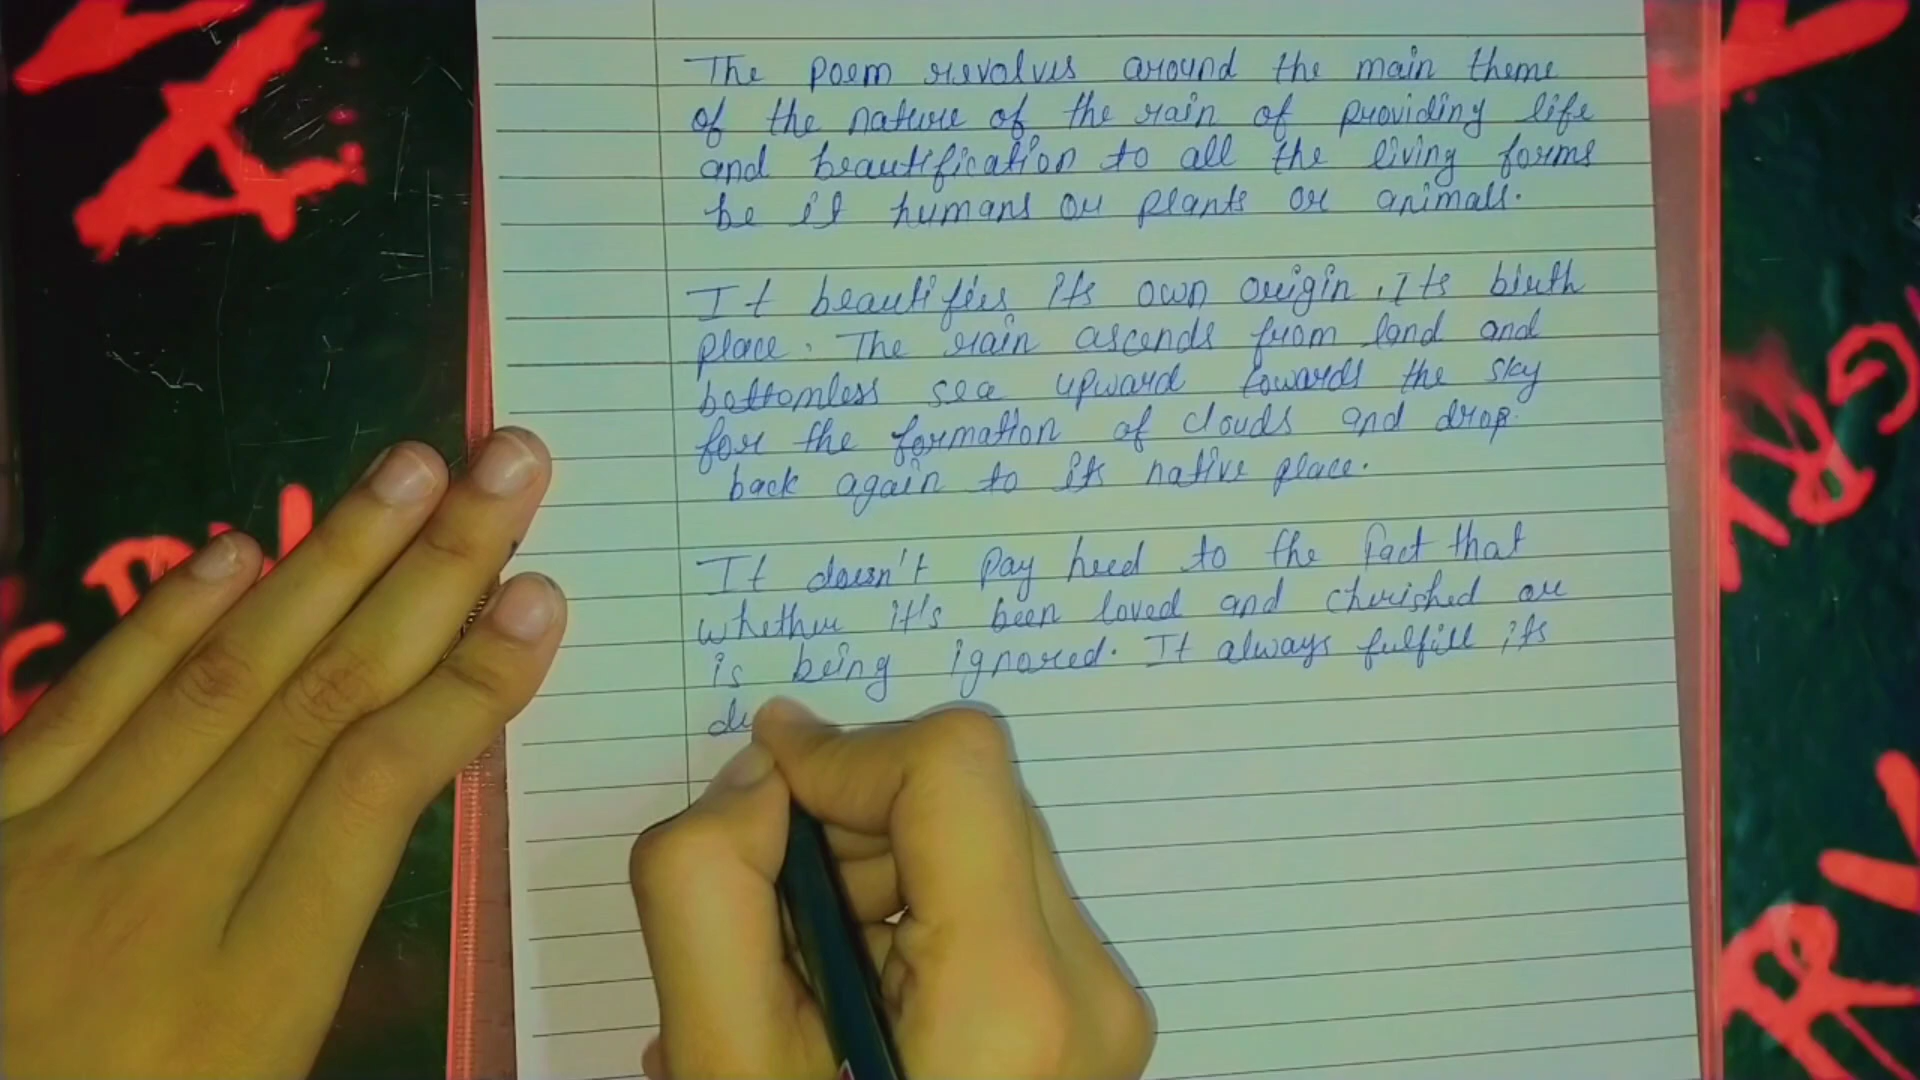 The poem revolves around the main theme
of the nature of the rain of providing life
and beautification to all the living forms
be it humans or plants or animals.
It beautifies its own origin, Its birth
place. The rain ascends from land and
bottomless sea upward towards the sky
for the formation of clouds and drop
back again to its native place.
It doesn't pay heed to the fact that
whether it's been loved and cherished or
is being ignored. It always fulfill its
du